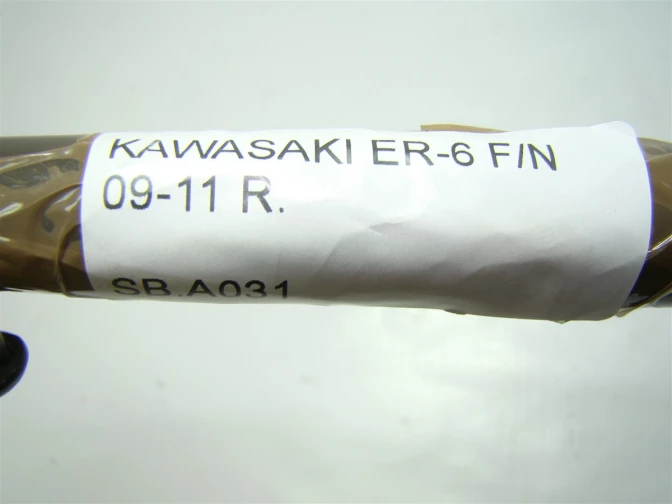 KAWASAKI ER-6 F/N
09-11 R.
SB.A031